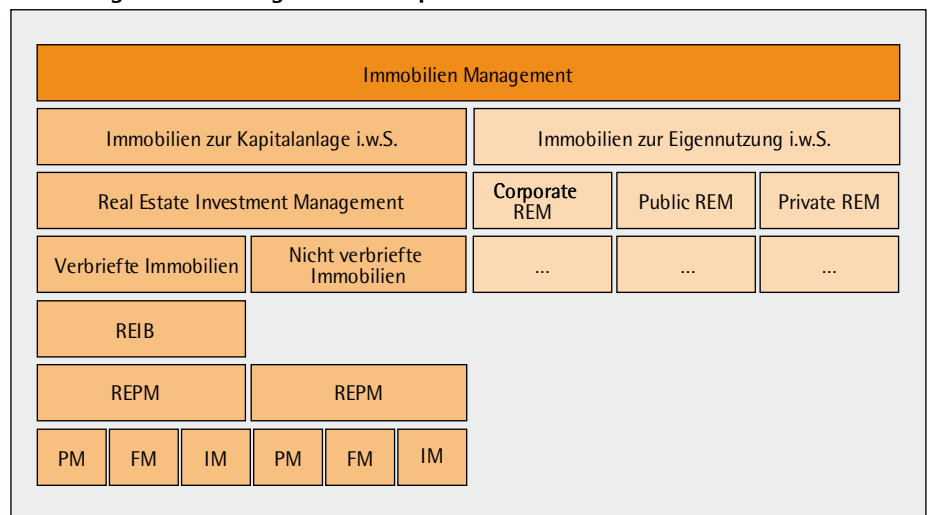 Immobilien Management
Immobilien zur Kapitalanlage i.w.S.
Immobilien zur Eigennutzung i.w.S.
Real Estate Investment Management
Corporate
REM
Public REM
Private REM
Verbriefte Immobilien
Nicht verbriefte
Immobilien
...
...
...
REIB
REPM
REPM
PM
FM
IM
PM
FM
IM